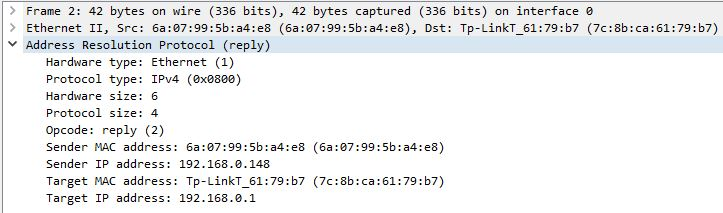 Frame 2: 42 bytes on wire (336 bits), 42 bytes captured (336 bits) on interface 0
Ethernet II, Src: 6a:07:99:5b:a4:e8 (6a:07:99:5b:a4:e8), Dst: Tp-LinkT_61:79:b7 (7c:8b:ca:61:79:b7)
Address Resolution Protocol (reply)
Hardware type: Ethernet (1)
Protocol type: IPv4 (0x0800)
Hardware size: 6
Protocol size: 4
Opcode: reply (2)
Sender MAC address: 6a:07:99:5b:a4:e8 (6a:07:99:5b:a4:e8)
Sender IP address: 192.168.0.148
Target MAC address: Tp-LinkT_61:79:b7 (7c:8b:ca:61:79:b7)
Target IP address: 192.168.0.1